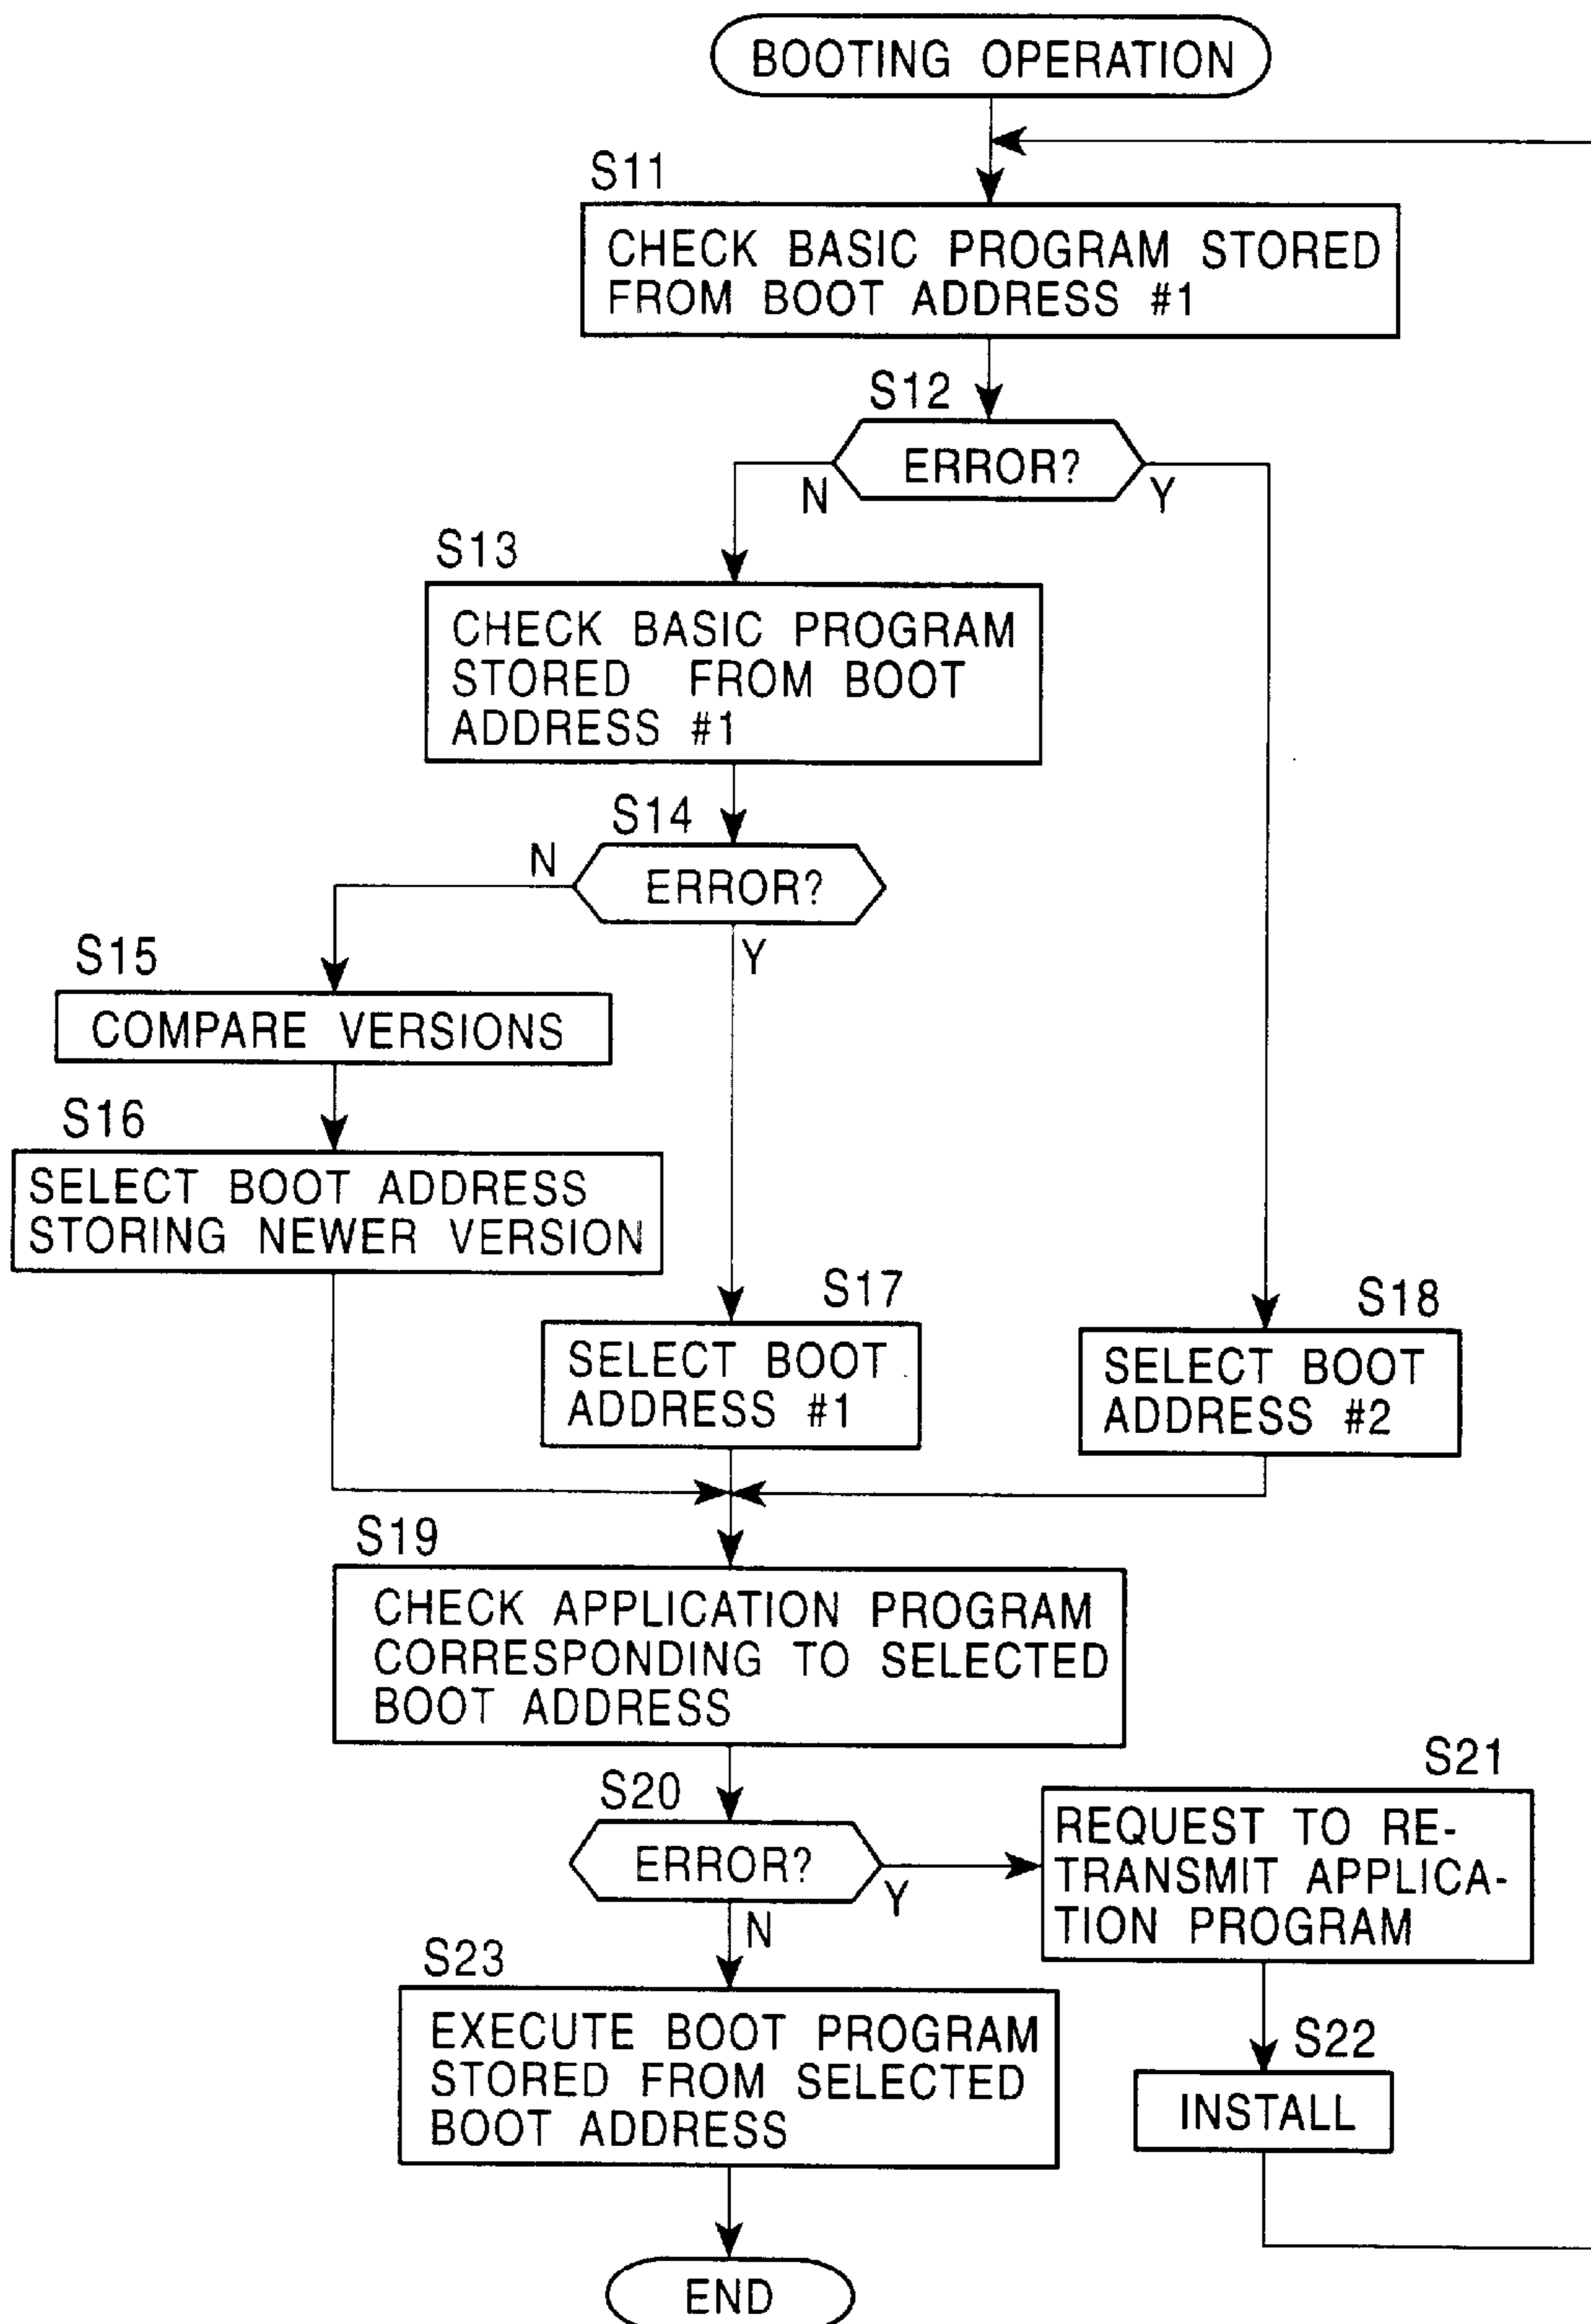 BOOTING OPERATION
S11
CHECK BASIC PROGRAM STORED
FROM BOOT ADDRESS #1
S12
ERROR?
N
Y
S13
CHECK BASIC PROGRAM
STORED FROM BOOT
ADDRESS #1
S14
N
ERROR?
Y
S15
COMPARE VERSIONS
S16
SELECT BOOT ADDRESS
STORING NEWER VERSION
S17
SELECT BOOT
ADDRESS #1
S18
SELECT BOOT
ADDRESS #2
S19
CHECK APPLICATION PROGRAM
CORRESPONDING TO SELECTED
BOOT ADDRESS
S20
ERROR?
Y
N
S21
REQUEST TO RE-
TRANSMIT APPLICA-
TION PROGRAM
S22
INSTALL
S23
EXECUTE BOOT PROGRAM
STORED FROM SELECTED
BOOT ADDRESS
END